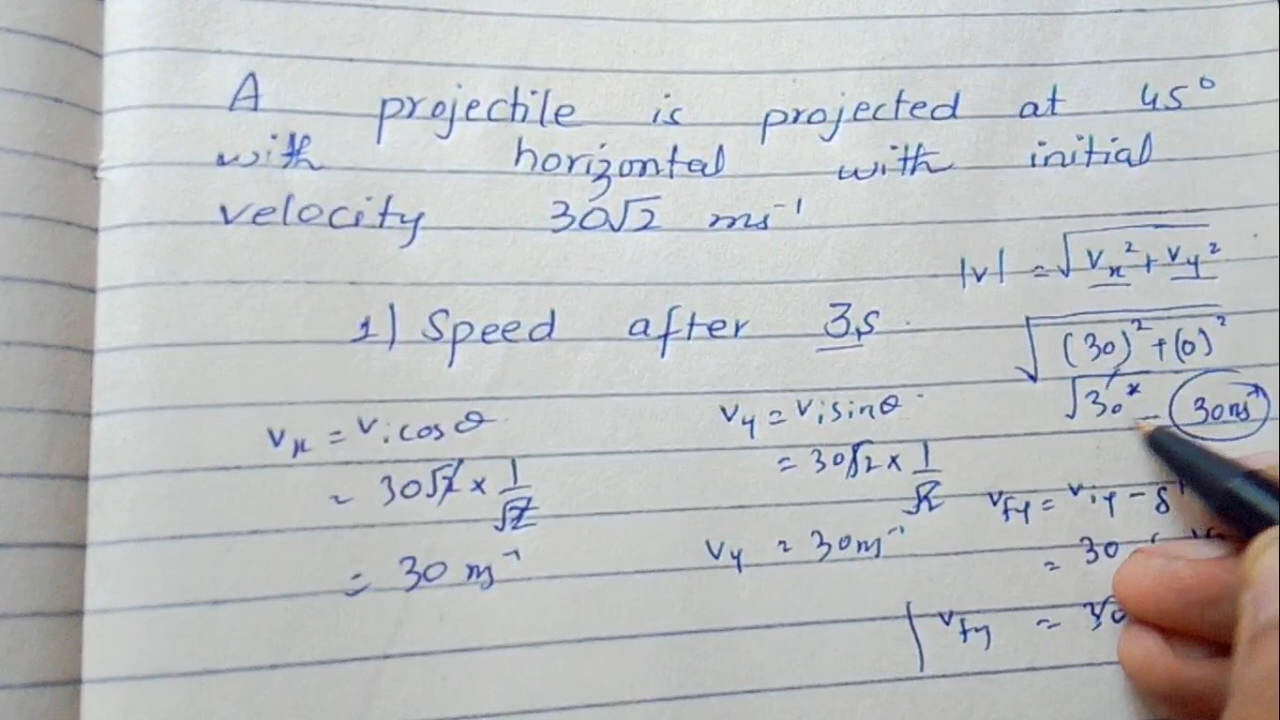 A projectile is projected at 45°
with horizontal with initial
velocity 30√2 ms⁻¹
|v| = √(Vx² + Vy²)
1) Speed after 3s.
√((30)² + (0)²)
√30² = 30ms⁻¹
Vx = Vi cosθ
Vy = Vi sinθ
= 30√2 × 1/√2
= 30√2 × 1/√2
Vfy = Viy -
Vy = 30ms⁻¹
= 30
= 30 ms⁻¹
Vfy =